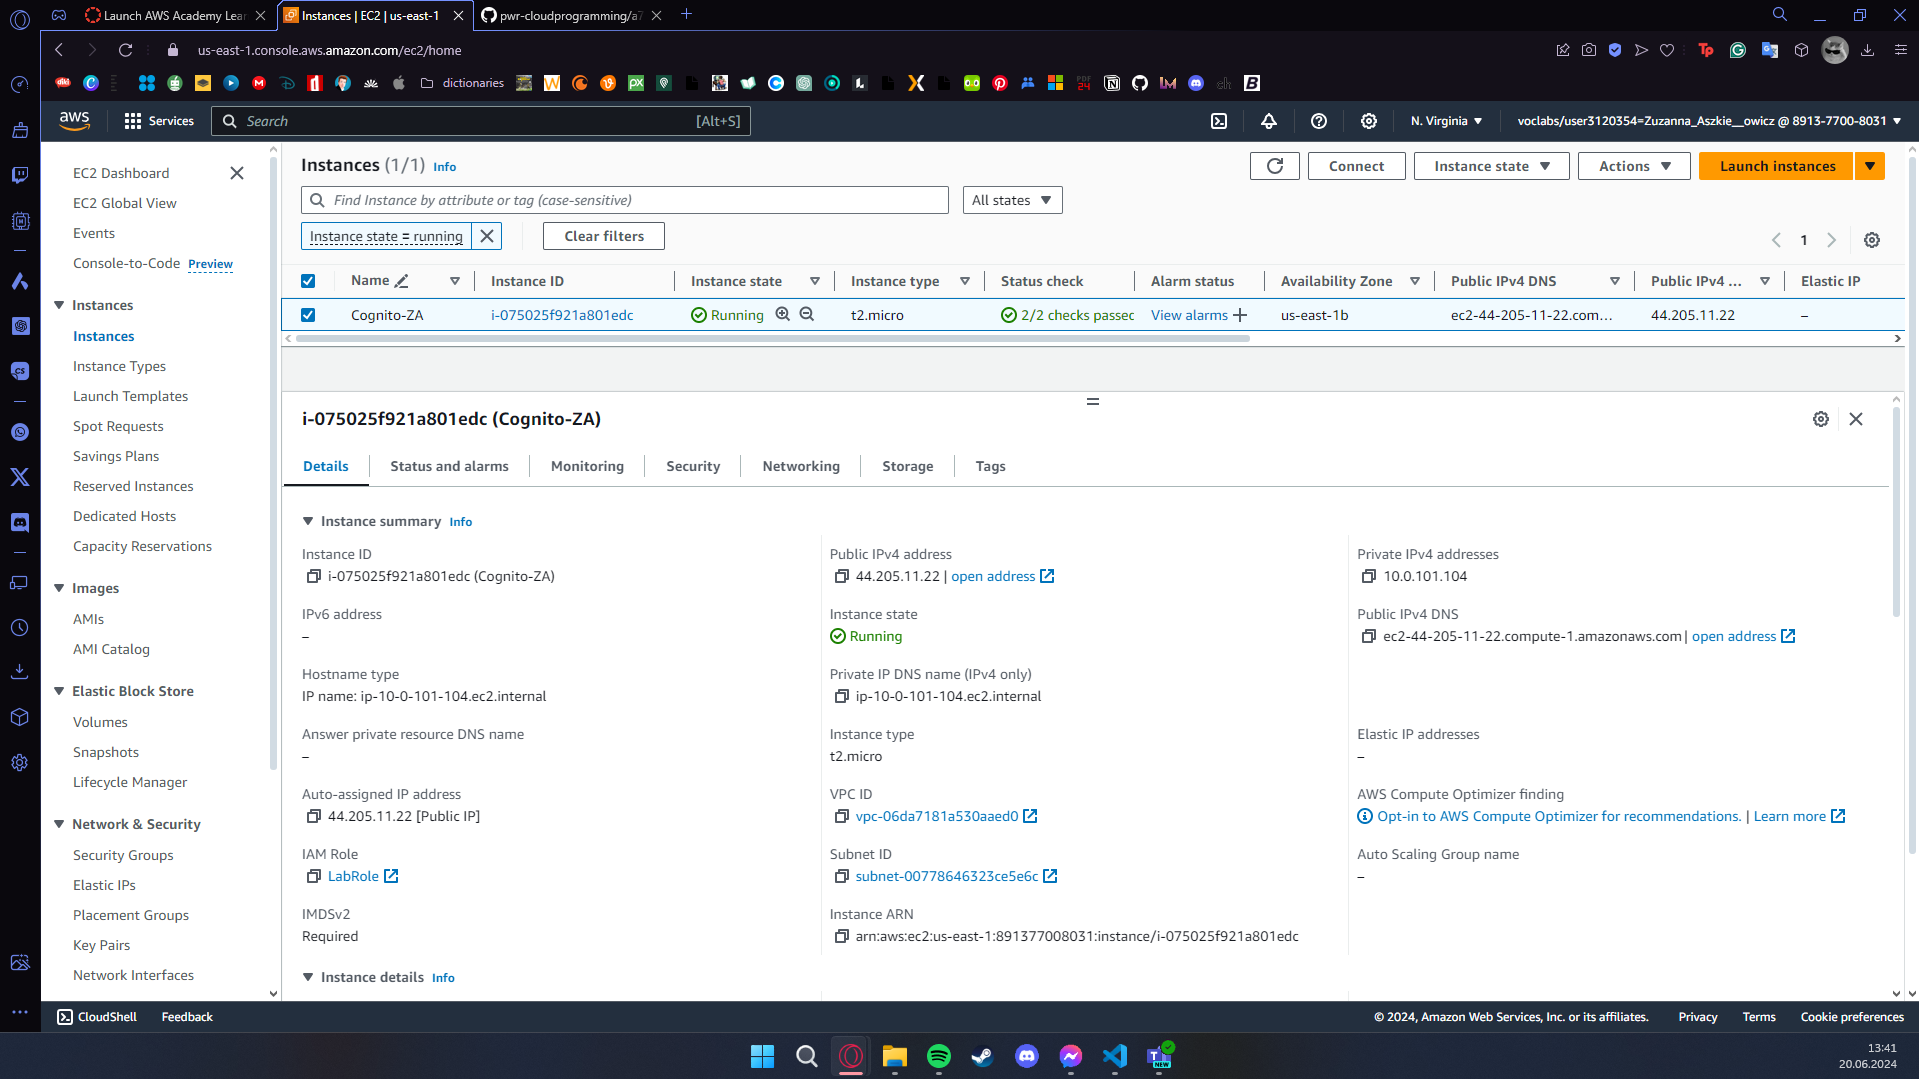 Launch AWS Academy Lear
Instances | EC2 | us-east-1
pwr-cloudprogramming/a7
us-east-1.console.aws.amazon.com/ec2/home
dictionaries
aws
Services
Search
[Alt+S]
N. Virginia
voclabs/user3120354=Zuzanna_Aszkie__owicz @ 8913-7700-8031
EC2 Dashboard
EC2 Global View
Events
Console-to-Code Preview
Instances
Instances
Instance Types
Launch Templates
Spot Requests
Savings Plans
Reserved Instances
Dedicated Hosts
Capacity Reservations
Images
AMIs
AMI Catalog
Elastic Block Store
Volumes
Snapshots
Lifecycle Manager
Network & Security
Security Groups
Elastic IPs
Placement Groups
Key Pairs
Network Interfaces
Instances (1/1) Info
Connect
Instance state
Actions
Launch instances
Find Instance by attribute or tag (case-sensitive)
All states
Instance state = running
Clear filters
1
Name
Instance ID
Instance state
Instance type
Status check
Alarm status
Availability Zone
Public IPv4 DNS
Public IPv4 ...
Elastic IP
Cognito-ZA
i-075025f921a801edc
Running
t2.micro
2/2 checks passec
View alarms
us-east-1b
ec2-44-205-11-22.com...
44.205.11.22
–
i-075025f921a801edc (Cognito-ZA)
Details
Status and alarms
Monitoring
Security
Networking
Storage
Tags
Instance summary Info
Instance ID
i-075025f921a801edc (Cognito-ZA)
Public IPv4 address
44.205.11.22 | open address
Private IPv4 addresses
10.0.101.104
IPv6 address
–
Instance state
Running
Public IPv4 DNS
ec2-44-205-11-22.compute-1.amazonaws.com | open address
Hostname type
IP name: ip-10-0-101-104.ec2.internal
Private IP DNS name (IPv4 only)
ip-10-0-101-104.ec2.internal
Answer private resource DNS name
–
Instance type
t2.micro
Elastic IP addresses
–
Auto-assigned IP address
44.205.11.22 [Public IP]
VPC ID
vpc-06da7181a530aaed0
AWS Compute Optimizer finding
Opt-in to AWS Compute Optimizer for recommendations. | Learn more
IAM Role
LabRole
Subnet ID
subnet-00778646323ce5e6c
Auto Scaling Group name
–
IMDSv2
Required
Instance ARN
arn:aws:ec2:us-east-1:891377008031:instance/i-075025f921a801edc
Instance details Info
CloudShell
Feedback
© 2024, Amazon Web Services, Inc. or its affiliates.
Privacy
Terms
Cookie preferences
13:41
20.06.2024